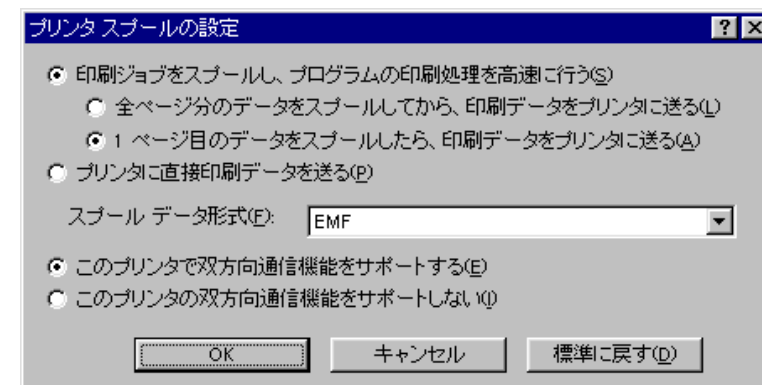 プリンタ スプールの設定
印刷ジョブをスプールし、プログラムの印刷処理を高速に行う(S)
全ページ分のデータをスプールしてから、印刷データをプリンタに送る(L)
1 ページ目のデータをスプールしたら、印刷データをプリンタに送る(A)
プリンタに直接印刷データを送る(P)
スプール データ形式(F): EMF
このプリンタで双方向通信機能をサポートする(E)
このプリンタの双方向通信機能をサポートしない(I)
OK キャンセル 標準に戻す(D)